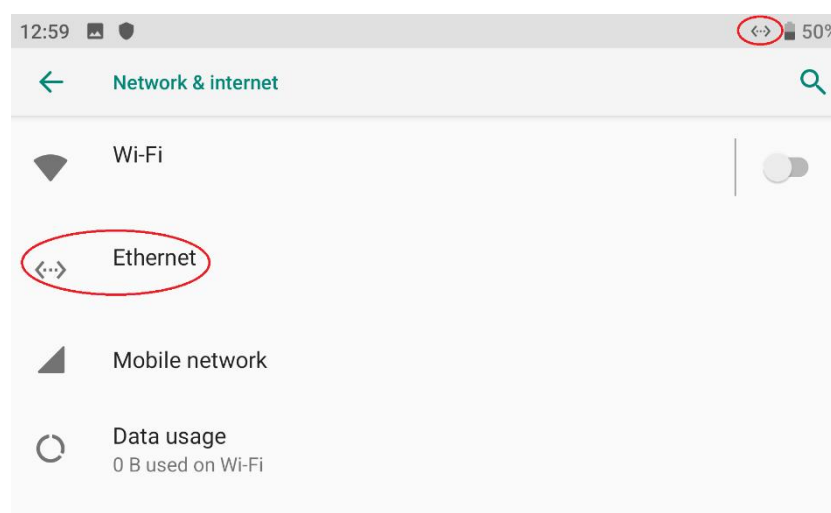 12:59 50%
Network & internet
Wi-Fi
Ethernet
Mobile network
Data usage
0 B used on Wi-Fi